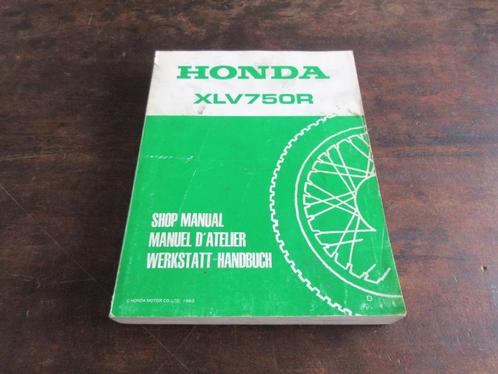 HONDA
XLV750R
SHOP MANUAL
MANUEL D'ATELIER
WERKSTATT-HANDBUCH
© HONDA MOTOR CO., LTD. 1983
D